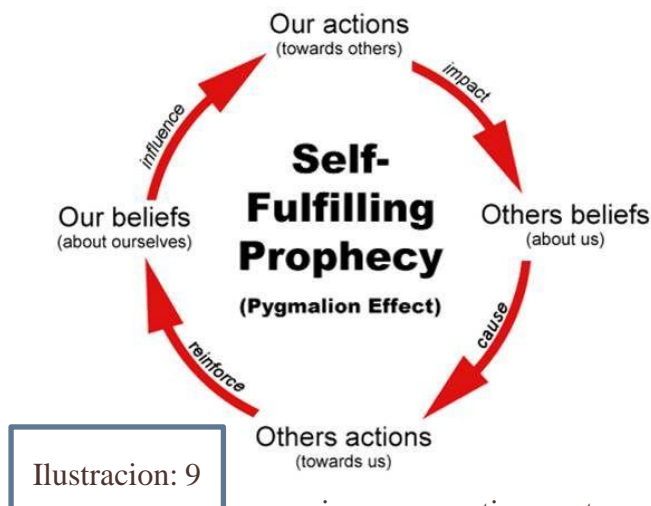 Our actions
(towards others)
impact
influence
Self-
Fulfilling
Prophecy
(Pygmalion Effect)
Our beliefs
(about ourselves)
Others beliefs
(about us)
cause
reinforce
Others actions
(towards us)
Ilustracion: 9